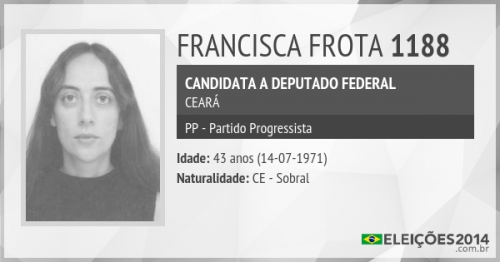 FRANCISCA FROTA 1188
CANDIDATA A DEPUTADO FEDERAL
CEARÁ
PP - Partido Progressista
Idade: 43 anos (14-07-1971)
Naturalidade: CE - Sobral
ELEIÇÕES2014
.com.br